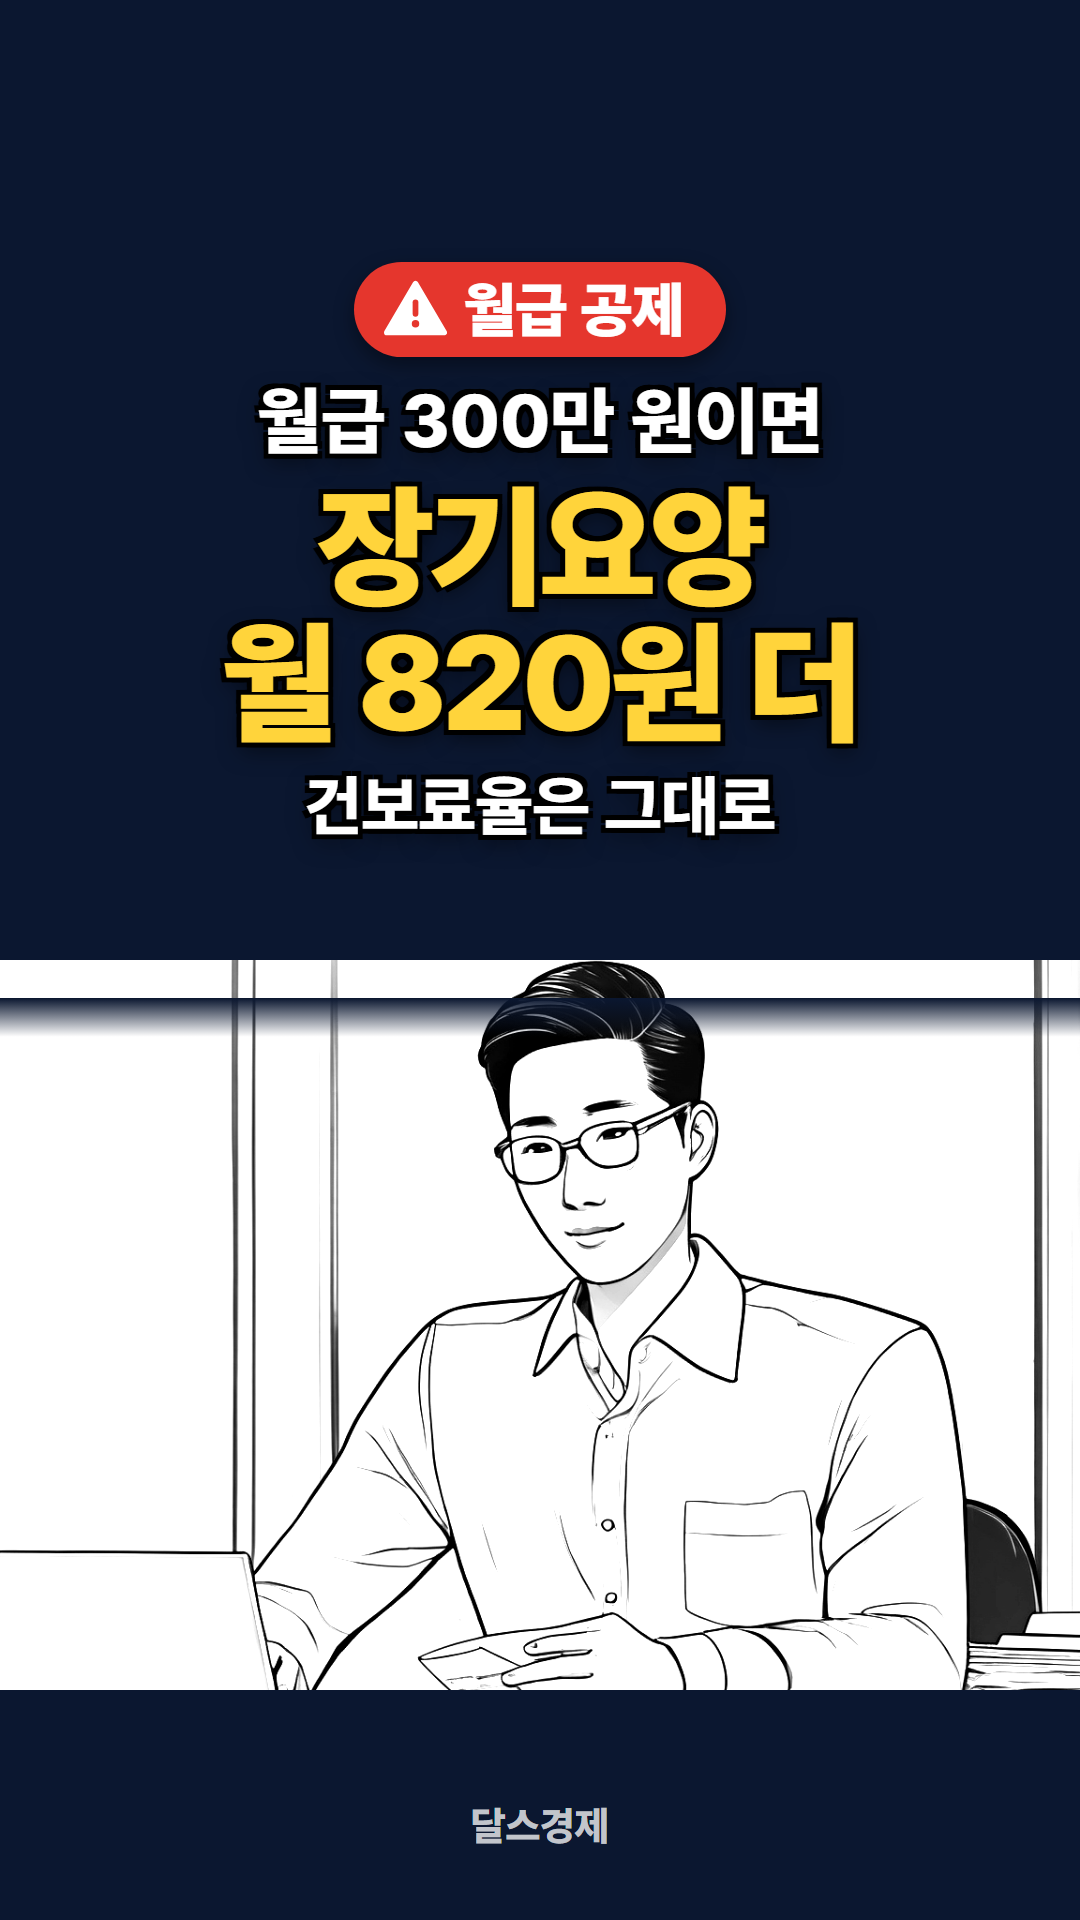 월급 공제
월급 300만 원이면
장기요양
월 820원 더
건보료율은 그대로
달스경제